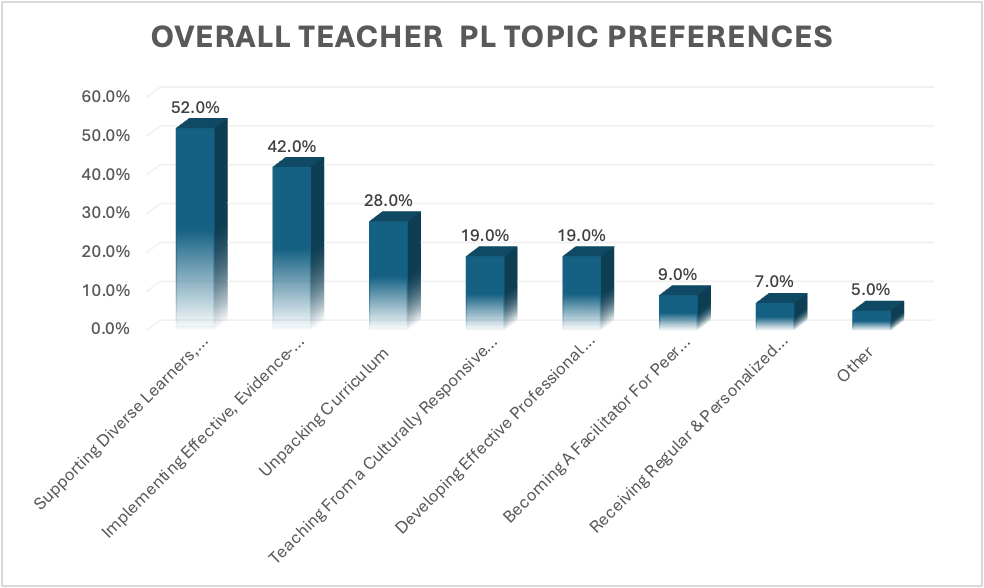 OVERALL TEACHER PL TOPIC PREFERENCES
60.0%
50.0%
40.0%
30.0%
20.0%
10.0%
0.0%
52.0%
42.0%
28.0%
19.0%
19.0%
9.0%
7.0%
5.0%
Supporting Diverse Learners,...
Implementing Effective, Evidence-...
Unpacking Curriculum
Teaching From a Culturally Responsive...
Developing Effective Professional...
Becoming A Facilitator For Peer...
Receiving Regular & Personalized...
Other